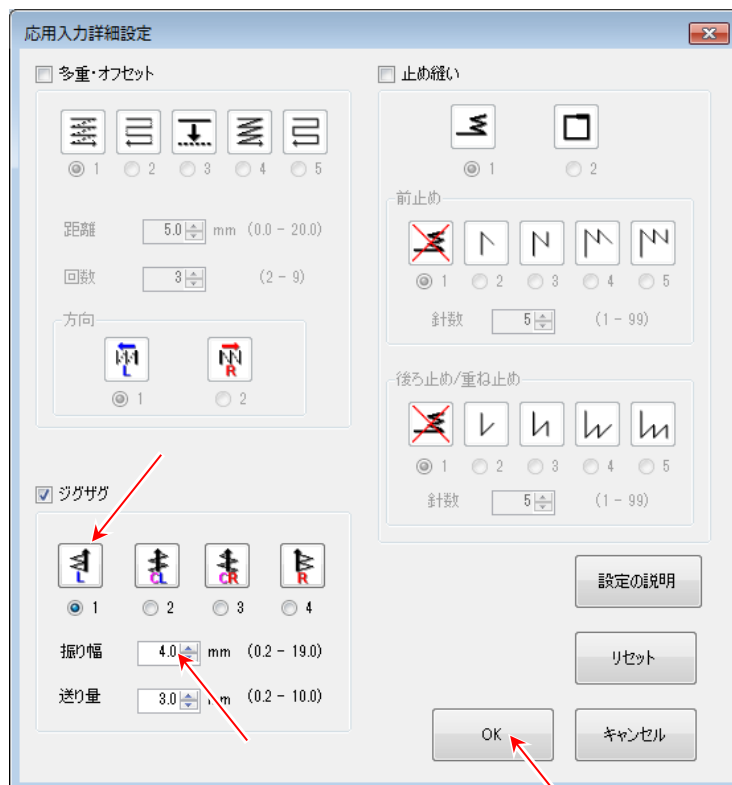 応用入力詳細設定
多重・オフセット
1 2 3 4 5
距離 5.0 mm (0.0 - 20.0)
回数 3 (2 - 9)
方向
L R
1 2
ジグザグ
L CL CR R
1 2 3 4
振り幅 4.0 mm (0.2 - 19.0)
送り量 3.0 mm (0.2 - 10.0)
止め縫い
1 2
前止め
1 2 3 4 5
針数 5 (1 - 99)
後ろ止め/重ね止め
1 2 3 4 5
針数 5 (1 - 99)
設定の説明
リセット
OK キャンセル